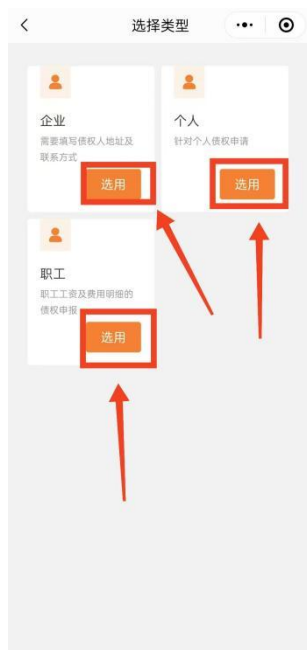 选择类型
企业
需要填写债权人地址及
联系方式
选用
个人
针对个人债权申请
选用
职工
职工工资及费用明细的
债权申报
选用